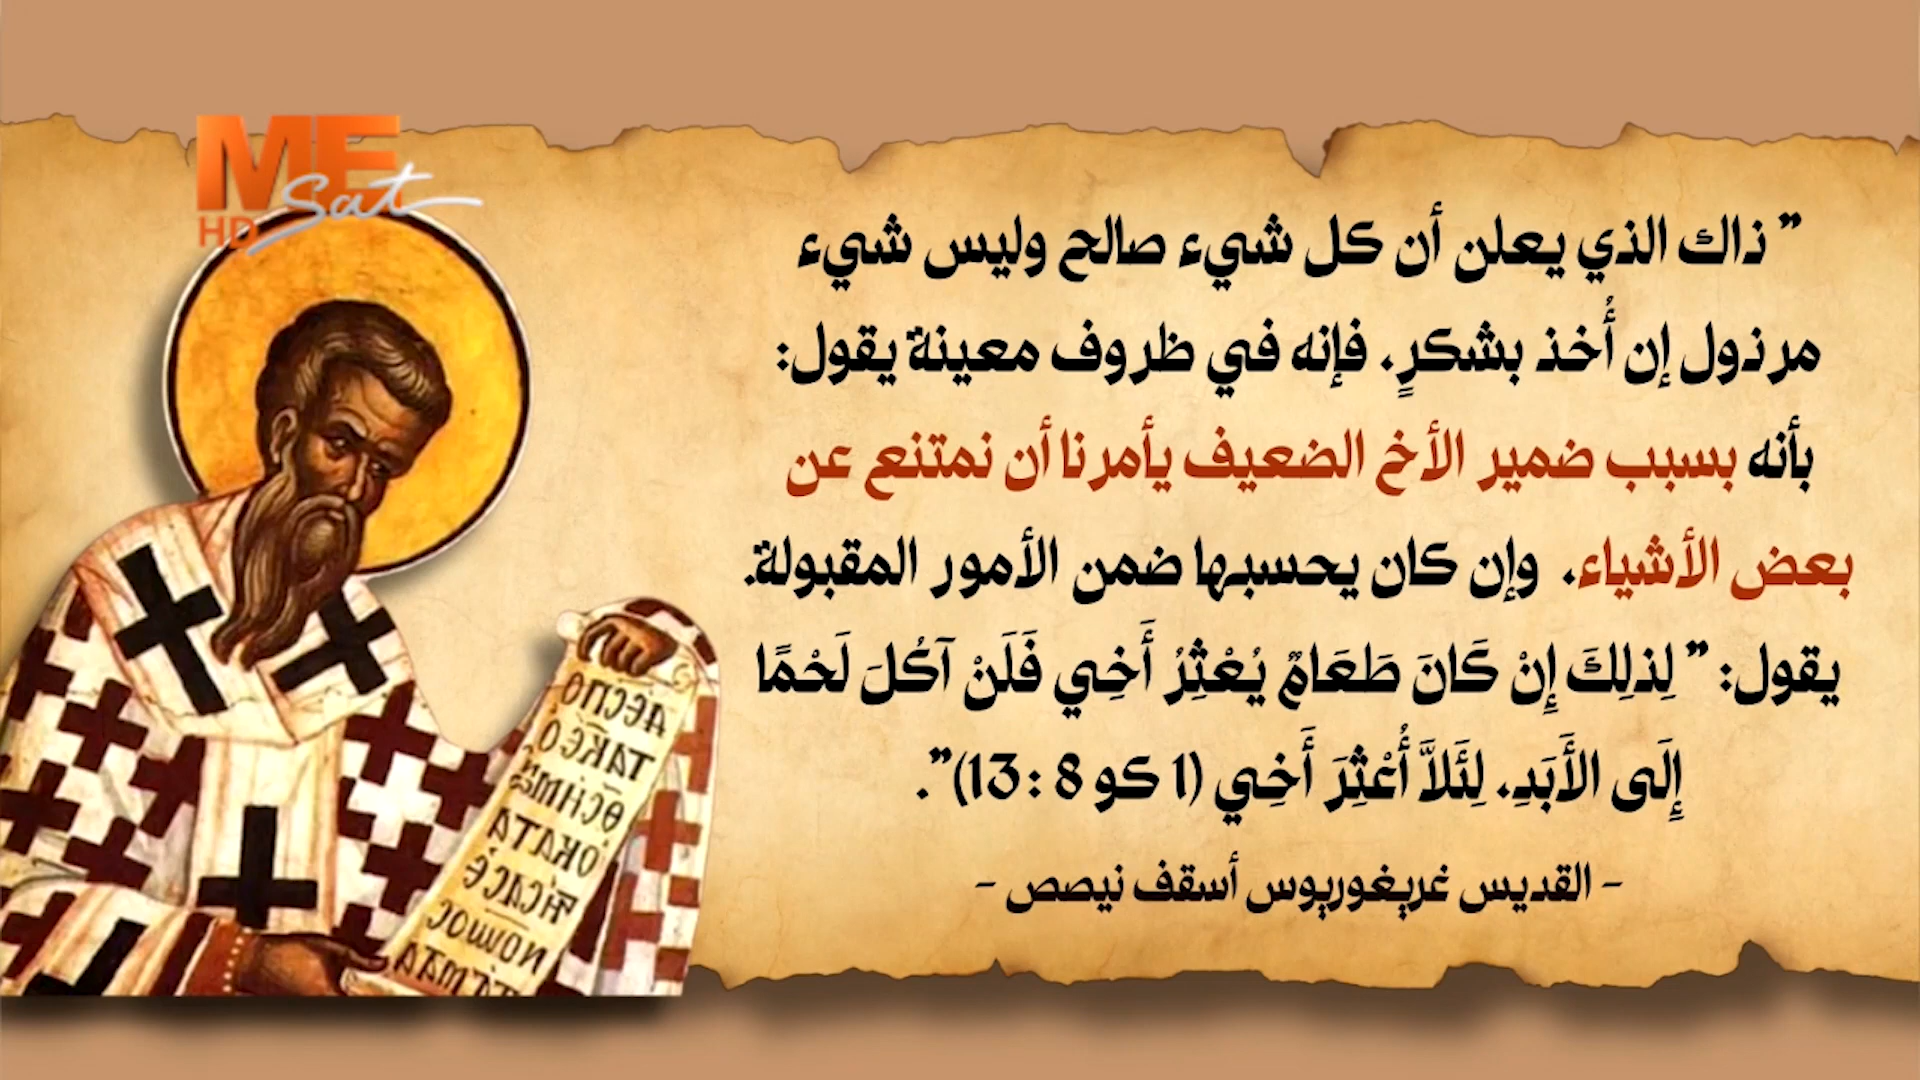 ME
Sat
HD
” ذاك الذي يعلن أن كل شيء صالح وليس شيء
مرذول إن أُخذ بشكرٍ، فإنه في ظروف معينة يقول:
بأنه بسبب ضمير الأخ الضعيف يأمرنا أن نمتنع عن
بعض الأشياء، وإن كان يحسبها ضمن الأمور المقبولة.
يقول: ” لِذلِكَ إِنْ كَانَ طَعَامٌ يُعْثِرُ أَخِي فَلَنْ آكُلَ لَحْمًا
إِلَى الأَبَدِ، لِئَلاَّ أُعْثِرَ أَخِي (1 كو 8 : 13)”.
- القديس غريغوريوس أسقف نيصص -